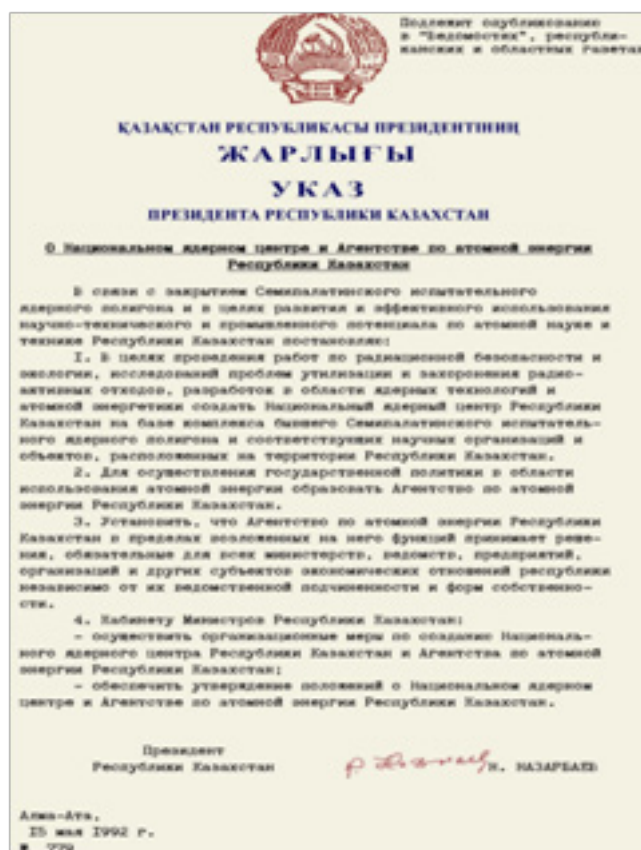 Подлежит опубликованию
в "Ведомостях", республи-
канских и областных газетах
ҚАЗАҚСТАН РЕСПУБЛИКАСЫ ПРЕЗИДЕНТІНІҢ
ЖАРЛЫҒЫ
УКАЗ
ПРЕЗИДЕНТА РЕСПУБЛИКИ КАЗАХСТАН
О Национальном ядерном центре и Агентстве по атомной энергии
Республики Казахстан
В связи с закрытием Семипалатинского испытательного
ядерного полигона и в целях развития и эффективного использования
научно-технического и промышленного потенциала по атомной науке и
технике Республики Казахстан постановляю:
I. В целях проведения работ по радиационной безопасности и
экологии, исследований проблем утилизации и захоронения радио-
активных отходов, разработок в области ядерных технологий и
атомной энергетики создать Национальный ядерный центр Республики
Казахстан на базе комплекса бывшего Семипалатинского испытатель-
ного ядерного полигона и соответствующих научных организаций и
объектов, расположенных на территории Республики Казахстан.
2. Для осуществления государственной политики в области
использования атомной энергии образовать Агентство по атомной
энергии Республики Казахстан.
3. Установить, что Агентство по атомной энергии Республики
Казахстан в пределах возложенных на него функций принимает реше-
ния, обязательные для всех министерств, ведомств, предприятий,
организаций и других субъектов экономических отношений республики
независимо от их ведомственной подчиненности и форм собственно-
сти.
4. Кабинету Министров Республики Казахстан:
- осуществить организационные меры по созданию Националь-
ного ядерного центра Республики Казахстан и Агентства по атомной
энергии Республики Казахстан;
- обеспечить утверждение положений о Национальном ядерном
центре и Агентстве по атомной энергии Республики Казахстан.
Президент
Республики Казахстан Н. НАЗАРБАЕВ
Алма-Ата,
I5 мая I992 г.
№ 779